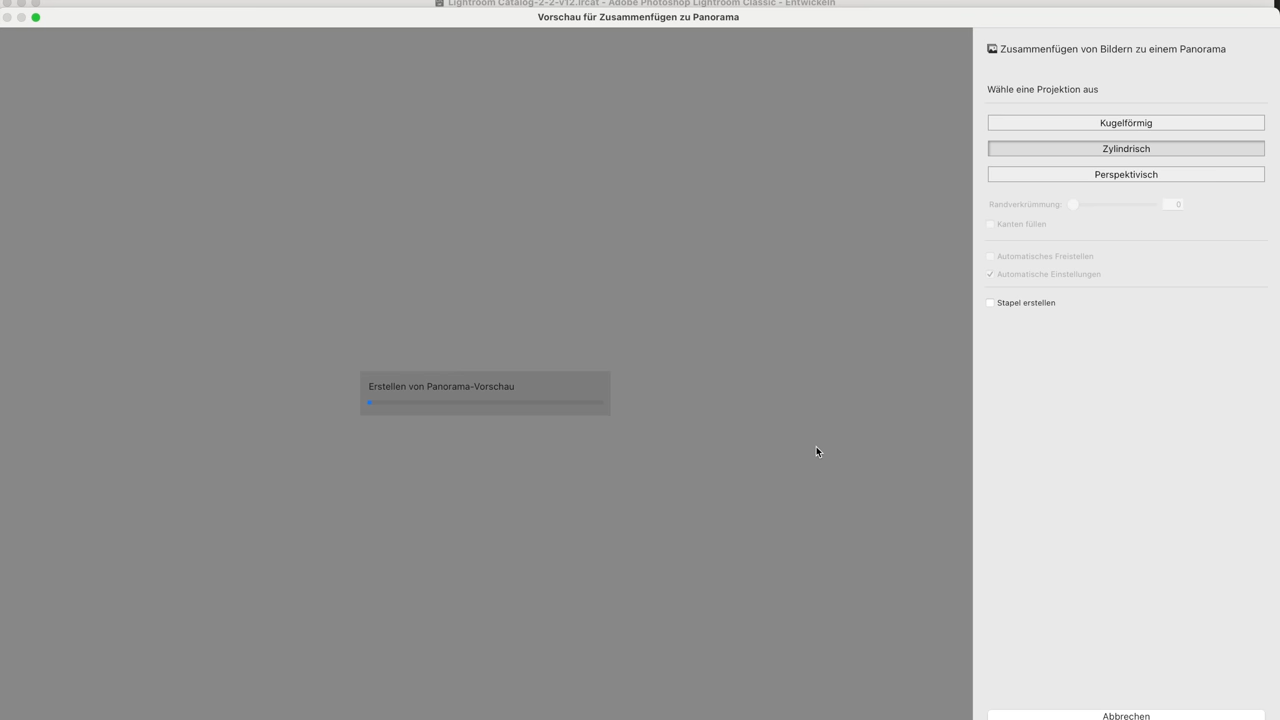 Lightroom Catalog-2-2-v12.lrcat - Adobe Photoshop Lightroom Classic - Entwickeln
Vorschau für Zusammenfügen zu Panorama
Zusammenfügen von Bildern zu einem Panorama
Wähle eine Projektion aus
Kugelförmig
Zylindrisch
Perspektivisch
Randverkrümmung: 0
Kanten füllen
Automatisches Freistellen
Automatische Einstellungen
Stapel erstellen
Erstellen von Panorama-Vorschau
Abbrechen